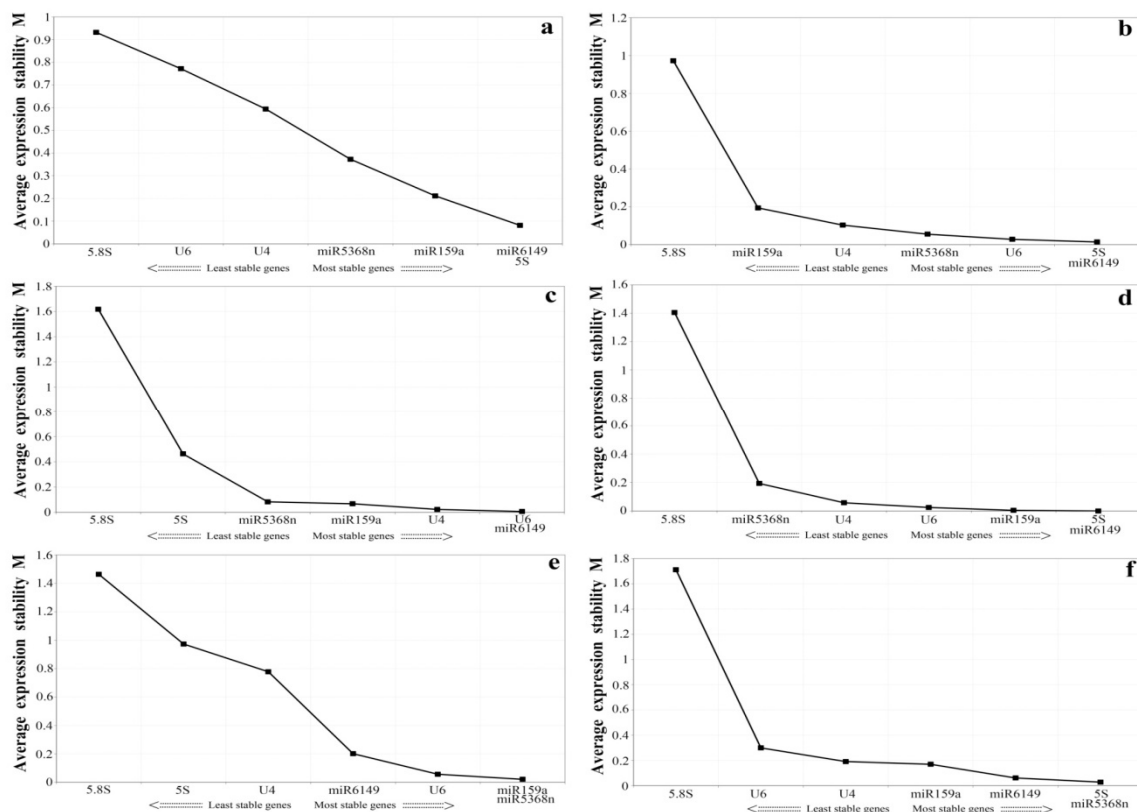 a
Average expression stability M
1
0.9
0.8
0.7
0.6
0.5
0.4
0.3
0.2
0.1
0
5.8S U6 U4 miR5368n miR159a miR6149
5S
Least stable genes Most stable genes
b
Average expression stability M
1.2
1
0.8
0.6
0.4
0.2
0
5.8S miR159a U4 miR5368n U6 5S
miR6149
Least stable genes Most stable genes
c
Average expression stability M
1.8
1.6
1.4
1.2
1
0.8
0.6
0.4
0.2
0
5.8S 5S miR5368n miR159a U4 U6
miR6149
Least stable genes Most stable genes
d
Average expression stability M
1.6
1.4
1.2
1
0.8
0.6
0.4
0.2
0
5.8S miR5368n U4 U6 miR159a 5S
miR6149
Least stable genes Most stable genes
e
Average expression stability M
1.6
1.4
1.2
1
0.8
0.6
0.4
0.2
0
5.8S 5S U4 miR6149 U6 miR159a
miR5368n
Least stable genes Most stable genes
f
Average expression stability M
1.8
1.6
1.4
1.2
1
0.8
0.6
0.4
0.2
0
5.8S U6 U4 miR159a miR6149 5S
miR5368n
Least stable genes Most stable genes